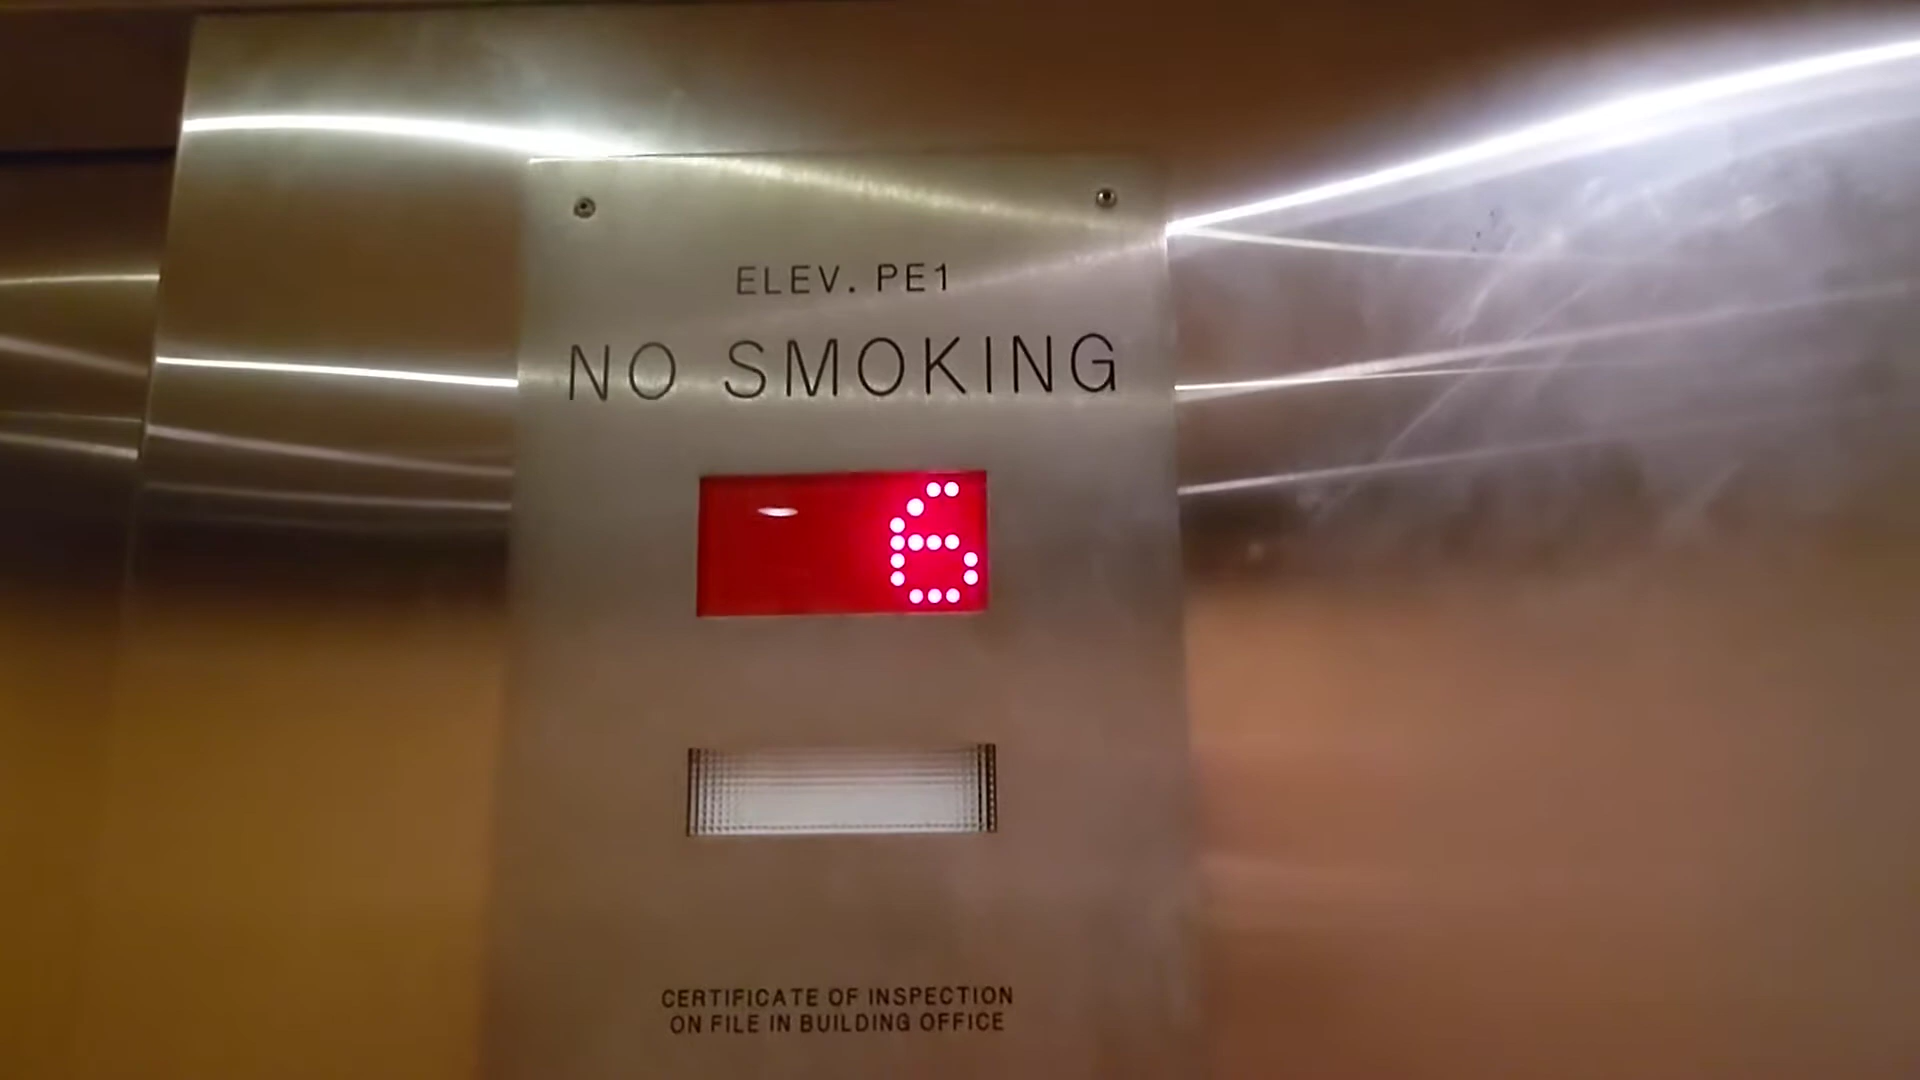 ELEV. PE1
NO SMOKING
6
CERTIFICATE OF INSPECTION
ON FILE IN BUILDING OFFICE